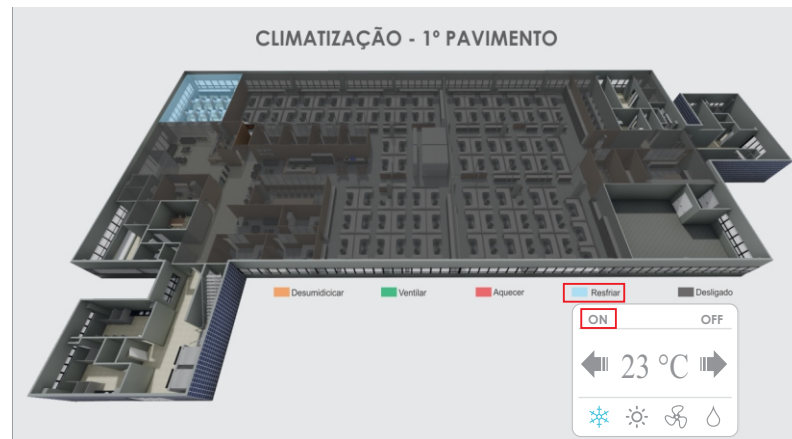 CLIMATIZAÇÃO - 1º PAVIMENTO
Desumidicicar Ventilar Aquecer Resfriar Desligado
ON OFF
23 °C